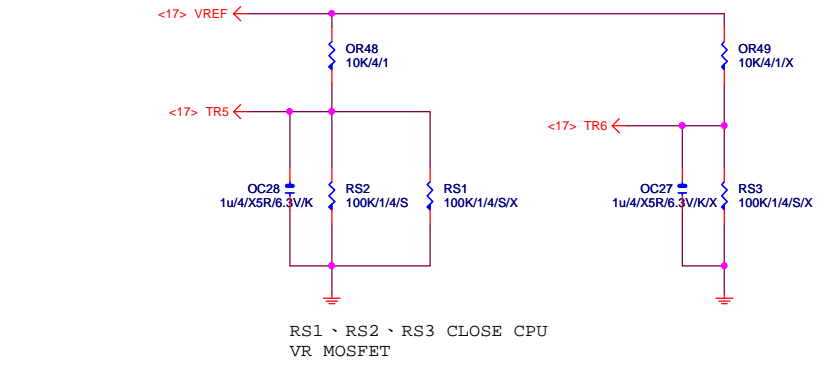 <17> VREF
OR48
10K/4/1
OR49
10K/4/1/X
<17> TR5
<17> TR6
OC28
1u/4/X5R/6.3V/K
RS2
100K/1/4/S
RS1
100K/1/4/S/X
OC27
1u/4/X5R/6.3V/K/X
RS3
100K/1/4/S/X
RS1、RS2、RS3 CLOSE CPU
VR MOSFET